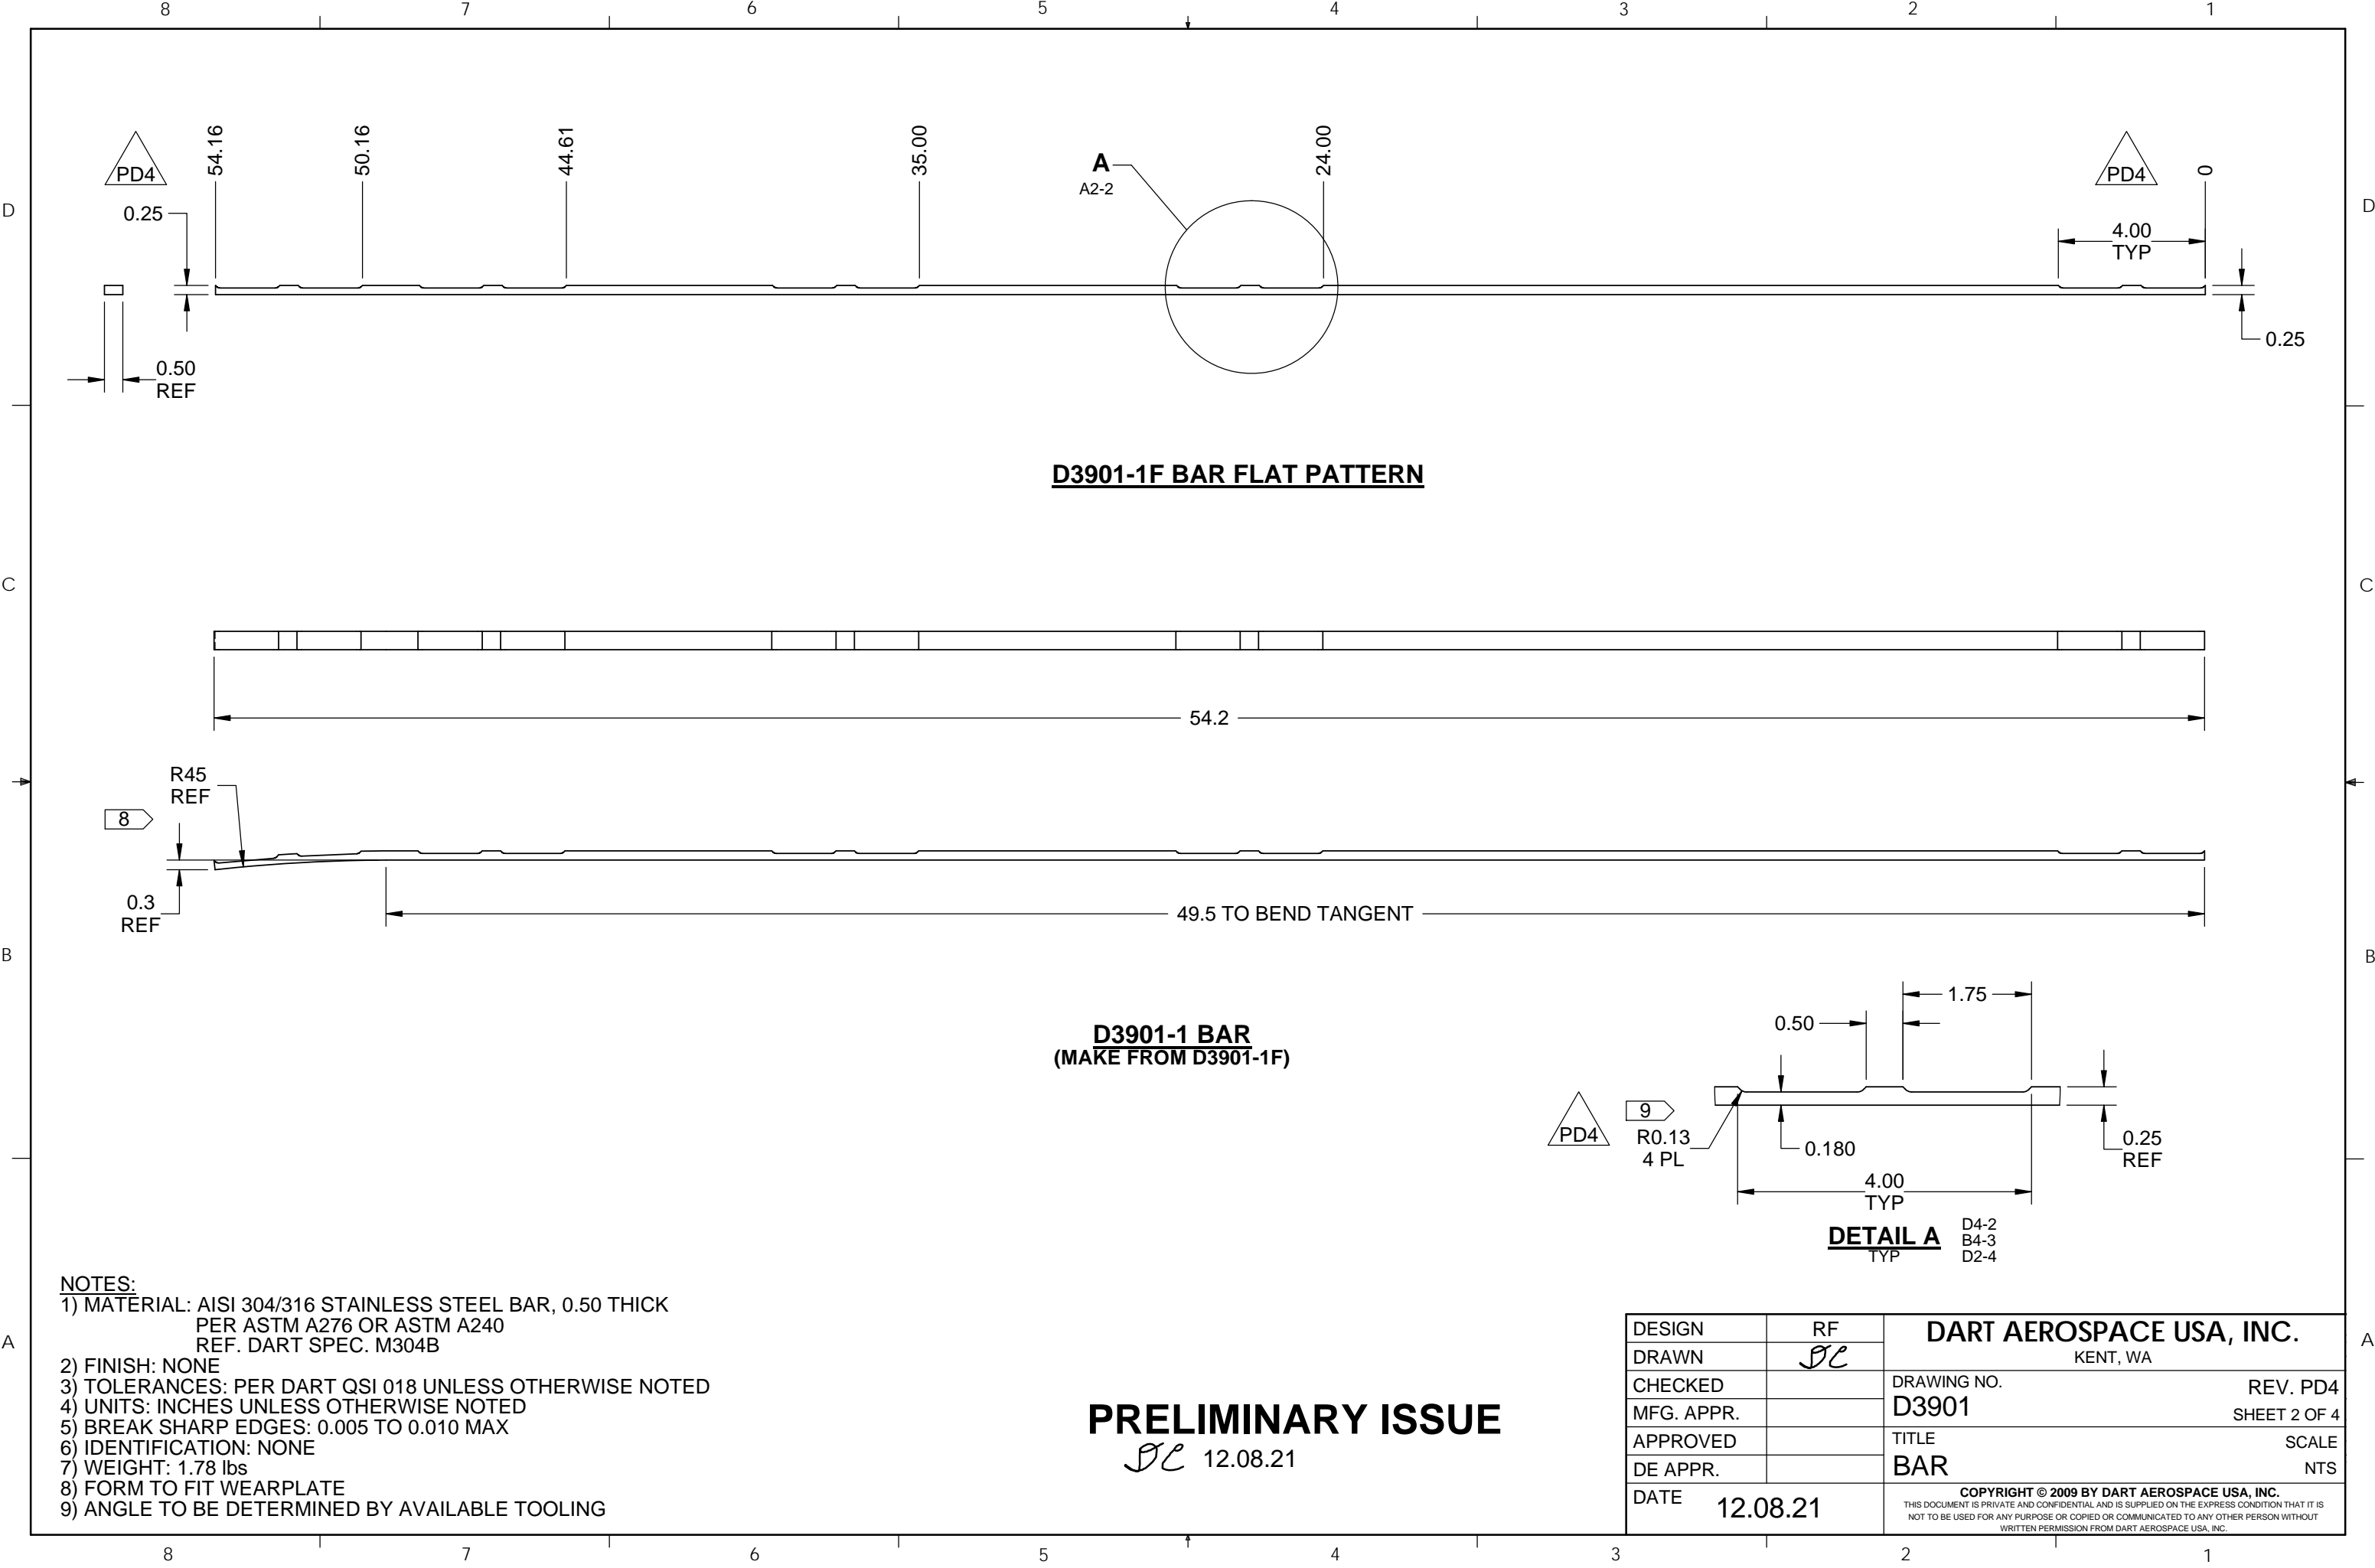 8 7 6 5 4 3 2 1
D
D
C
C
B
B
A
A
PD4
54.16
50.16
44.61
35.00
A
A2-2
24.00
PD4
0
0.25
4.00
TYP
0.50
REF
0.25
D3901-1F BAR FLAT PATTERN
54.2
R45
REF
8
0.3
REF
49.5 TO BEND TANGENT
D3901-1 BAR
(MAKE FROM D3901-1F)
1.75
0.50
PD4
9
R0.13
4 PL
0.180
0.25
REF
4.00
TYP
DETAIL A
TYP
D4-2
B4-3
D2-4
NOTES:
1) MATERIAL: AISI 304/316 STAINLESS STEEL BAR, 0.50 THICK
PER ASTM A276 OR ASTM A240
REF. DART SPEC. M304B
2) FINISH: NONE
3) TOLERANCES: PER DART QSI 018 UNLESS OTHERWISE NOTED
4) UNITS: INCHES UNLESS OTHERWISE NOTED
5) BREAK SHARP EDGES: 0.005 TO 0.010 MAX
6) IDENTIFICATION: NONE
7) WEIGHT: 1.78 lbs
8) FORM TO FIT WEARPLATE
9) ANGLE TO BE DETERMINED BY AVAILABLE TOOLING
PRELIMINARY ISSUE
DC 12.08.21
DESIGN RF
DRAWN DC
CHECKED
MFG. APPR.
APPROVED
DE APPR.
DATE 12.08.21
DART AEROSPACE USA, INC.
KENT, WA
DRAWING NO. REV. PD4
D3901 SHEET 2 OF 4
TITLE SCALE
BAR NTS
COPYRIGHT © 2009 BY DART AEROSPACE USA, INC.
THIS DOCUMENT IS PRIVATE AND CONFIDENTIAL AND IS SUPPLIED ON THE EXPRESS CONDITION THAT IT IS
NOT TO BE USED FOR ANY PURPOSE OR COPIED OR COMMUNICATED TO ANY OTHER PERSON WITHOUT
WRITTEN PERMISSION FROM DART AEROSPACE USA, INC.
8 7 6 5 4 3 2 1